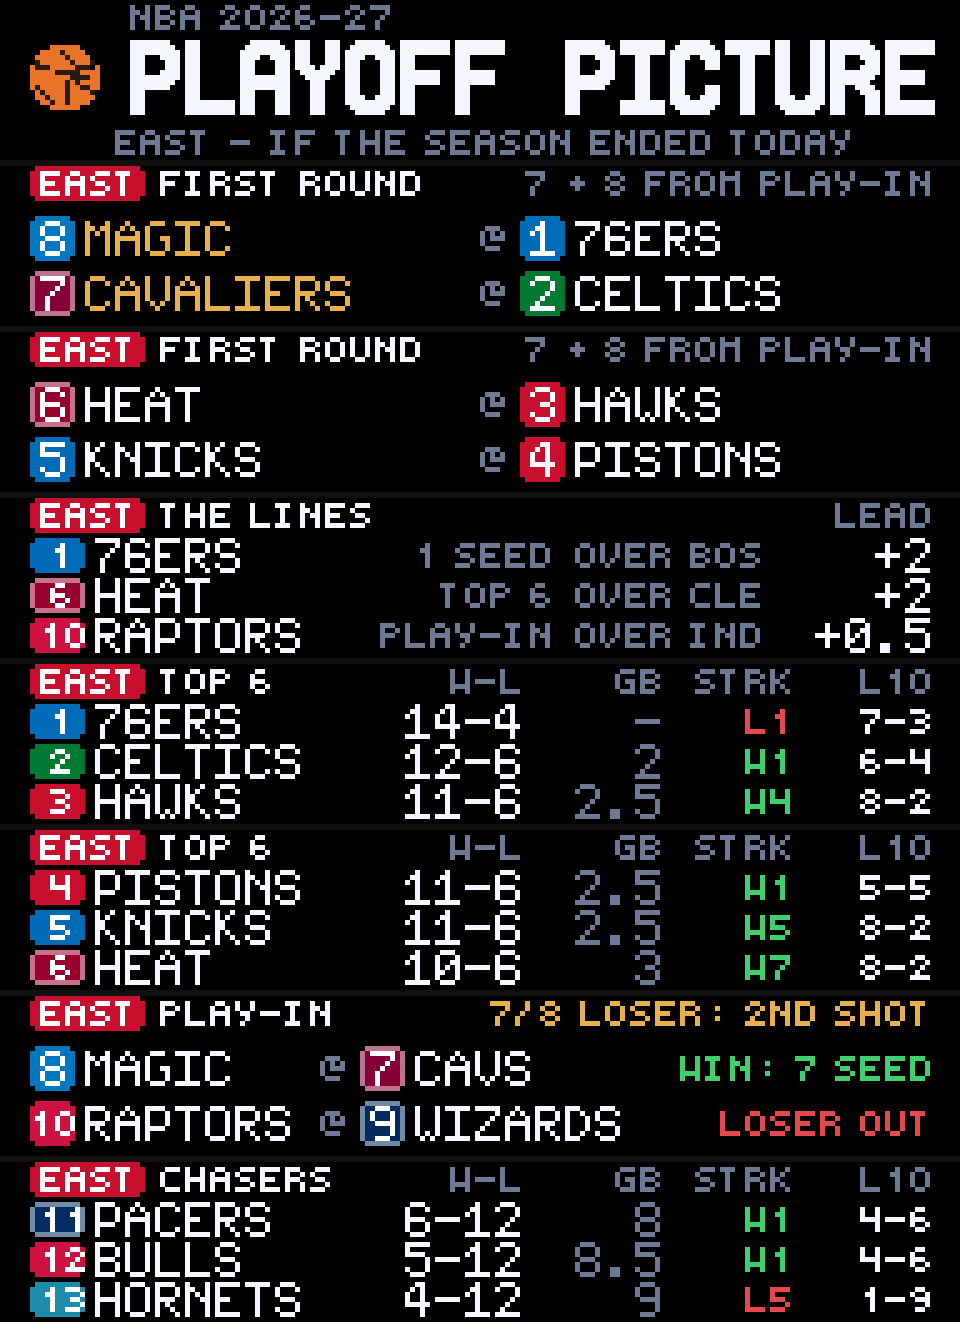 NBA 2026-27
PLAYOFF PICTURE
EAST - IF THE SEASON ENDED TODAY
EAST FIRST ROUND 7 + 8 FROM PLAY-IN
8 MAGIC @ 1 76ERS
7 CAVALIERS @ 2 CELTICS
EAST FIRST ROUND 7 + 8 FROM PLAY-IN
6 HEAT @ 3 HAWKS
5 KNICKS @ 4 PISTONS
EAST THE LINES LEAD
1 76ERS 1 SEED OVER BOS +2
6 HEAT TOP 6 OVER CLE +2
10 RAPTORS PLAY-IN OVER IND +0.5
EAST TOP 6 W-L GB STRK L10
1 76ERS 14-4 - L1 7-3
2 CELTICS 12-6 2 W1 6-4
3 HAWKS 11-6 2.5 W4 8-2
EAST TOP 6 W-L GB STRK L10
4 PISTONS 11-6 2.5 W1 5-5
5 KNICKS 11-6 2.5 W5 8-2
6 HEAT 10-6 3 W7 8-2
EAST PLAY-IN 7/8 LOSER: 2ND SHOT
8 MAGIC @ 7 CAVS WIN: 7 SEED
10 RAPTORS @ 9 WIZARDS LOSER OUT
EAST CHASERS W-L GB STRK L10
11 PACERS 6-12 8 W1 4-6
12 BULLS 5-12 8.5 W1 4-6
13 HORNETS 4-12 9 L5 1-9